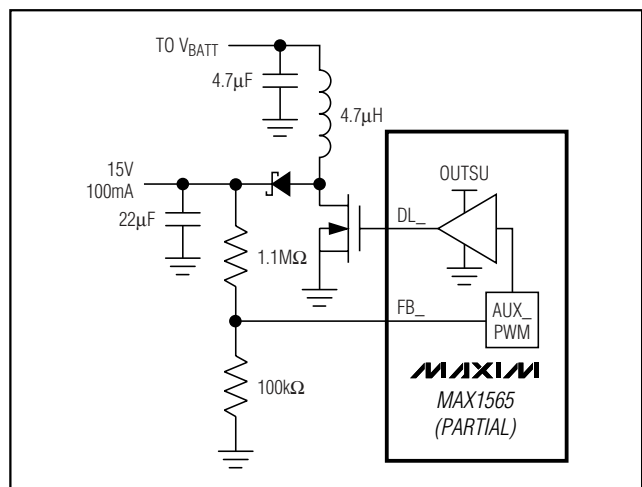 TO VBATT
4.7µF
4.7µH
15V
100mA
22µF
1.1MΩ
100kΩ
OUTSU
DL_
FB_
AUX_
PWM
MAXIM
MAX1565
(PARTIAL)